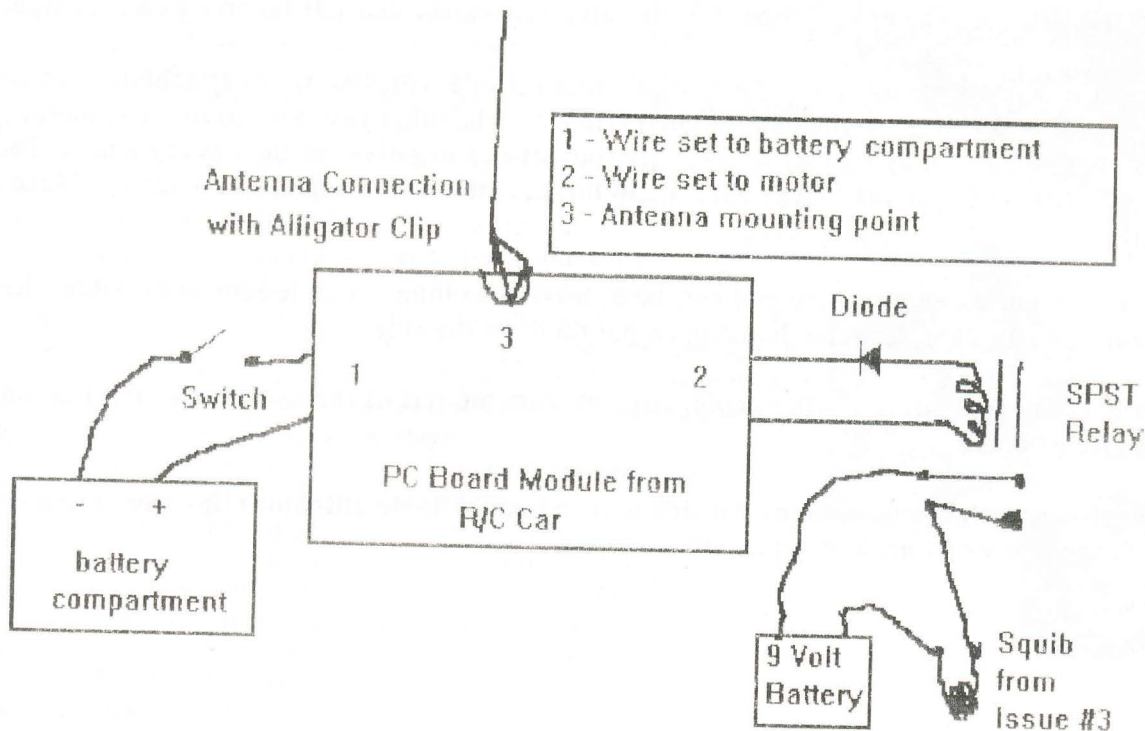 Antenna Connection
with Alligator Clip
1 - Wire set to battery compartment
2 - Wire set to motor
3 - Antenna mounting point
3
Diode
1
2
Switch
SPST
Relay
PC Board Module from
R/C Car
- +
battery
compartment
9 Volt
Battery
Squib
from
Issue #3